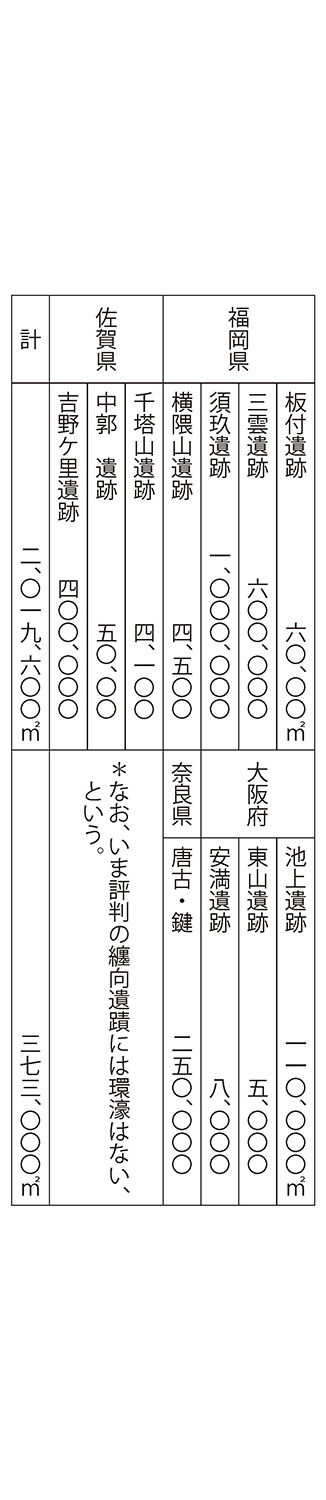 福岡県
板付遺跡 六〇、〇〇㎡
三雲遺跡 六〇〇、〇〇〇
須玖遺跡 一、〇〇〇、〇〇〇
横隈山遺跡 四、五〇〇
佐賀県
千塔山遺跡 四、一〇〇
中郭　遺跡 五〇、〇〇
吉野ケ里遺跡 四〇〇、〇〇〇
計 二、〇一九、六〇〇㎡
大阪府
池上遺跡 一一〇、〇〇〇㎡
東山遺跡 五、〇〇〇
安満遺跡 八、〇〇〇
奈良県
唐古・鍵 二五〇、〇〇〇
＊なお、いま評判の纏向遺蹟には環濠はない、
という。
三七三、〇〇〇㎡